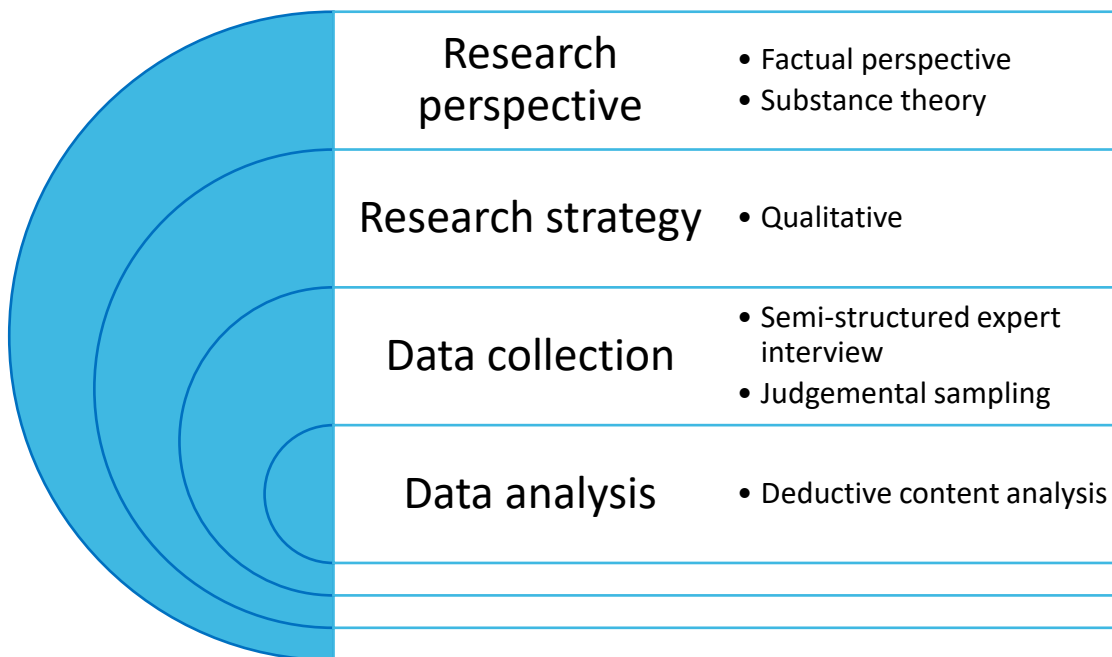 Research
perspective
• Factual perspective
• Substance theory
Research strategy
• Qualitative
Data collection
• Semi-structured expert
interview
• Judgemental sampling
Data analysis
• Deductive content analysis